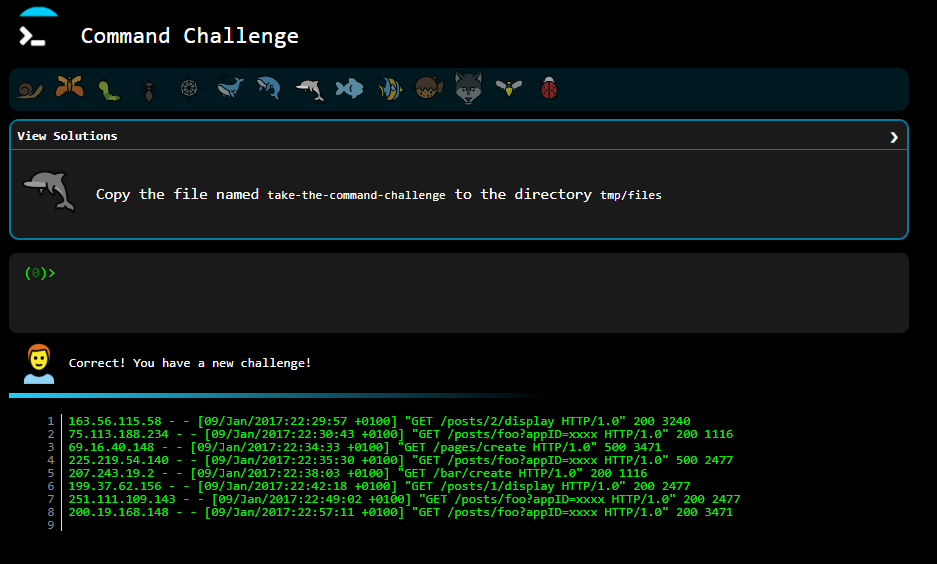 Command Challenge
View Solutions
Copy the file named take-the-command-challenge to the directory tmp/files
(0)>
Correct! You have a new challenge!
1 163.56.115.58 - - [09/Jan/2017:22:29:57 +0100] "GET /posts/2/display HTTP/1.0" 200 3240
2 75.113.188.234 - - [09/Jan/2017:22:30:43 +0100] "GET /posts/foo?appID=xxxx HTTP/1.0" 200 1116
3 69.16.40.148 - - [09/Jan/2017:22:34:33 +0100] "GET /pages/create HTTP/1.0" 500 3471
4 225.219.54.140 - - [09/Jan/2017:22:35:30 +0100] "GET /posts/foo?appID=xxxx HTTP/1.0" 500 2477
5 207.243.19.2 - - [09/Jan/2017:22:38:03 +0100] "GET /bar/create HTTP/1.0" 200 1116
6 199.37.62.156 - - [09/Jan/2017:22:42:18 +0100] "GET /posts/1/display HTTP/1.0" 200 2477
7 251.111.109.143 - - [09/Jan/2017:22:49:02 +0100] "GET /posts/foo?appID=xxxx HTTP/1.0" 200 2477
8 200.19.168.148 - - [09/Jan/2017:22:57:11 +0100] "GET /posts/foo?appID=xxxx HTTP/1.0" 200 3471
9